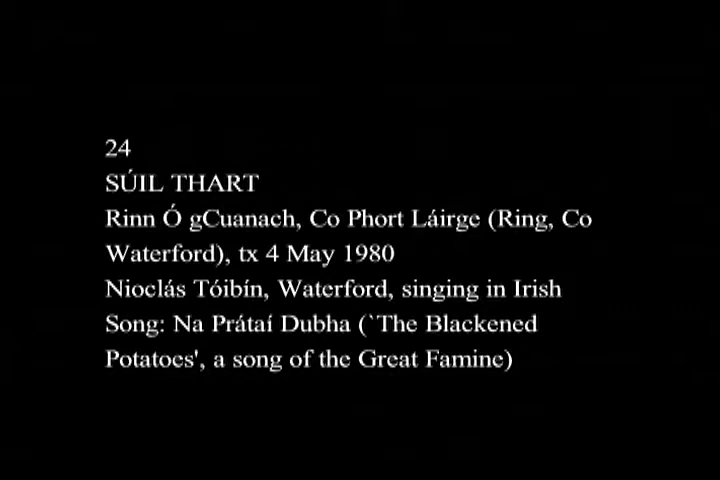 24
SÚIL THART
Rinn Ó gCuanach, Co Phort Láirge (Ring, Co
Waterford), tx 4 May 1980
Nioclás Tóibín, Waterford, singing in Irish
Song: Na Prátaí Dubha (`The Blackened
Potatoes', a song of the Great Famine)